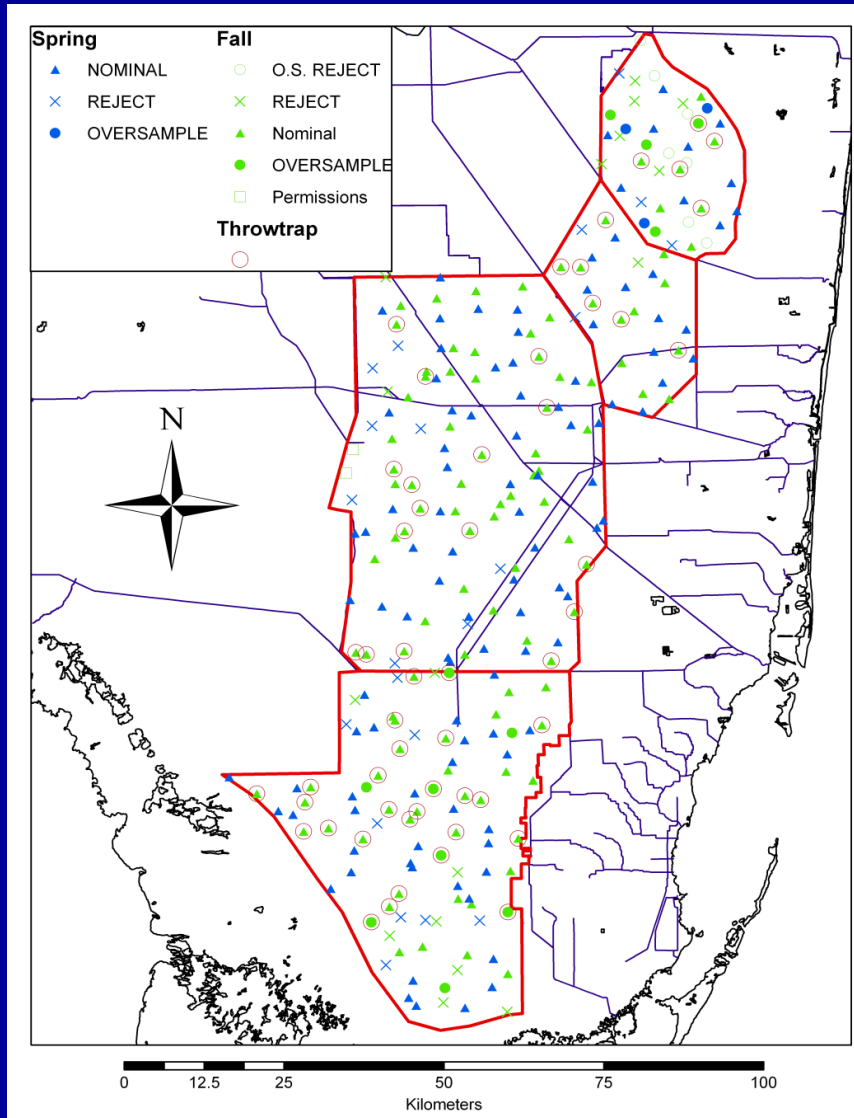 Spring
NOMINAL
REJECT
OVERSAMPLE
Fall
O.S. REJECT
REJECT
Nominal
OVERSAMPLE
Permissions
Throwtrap
N
0 12.5 25 50 75 100
Kilometers